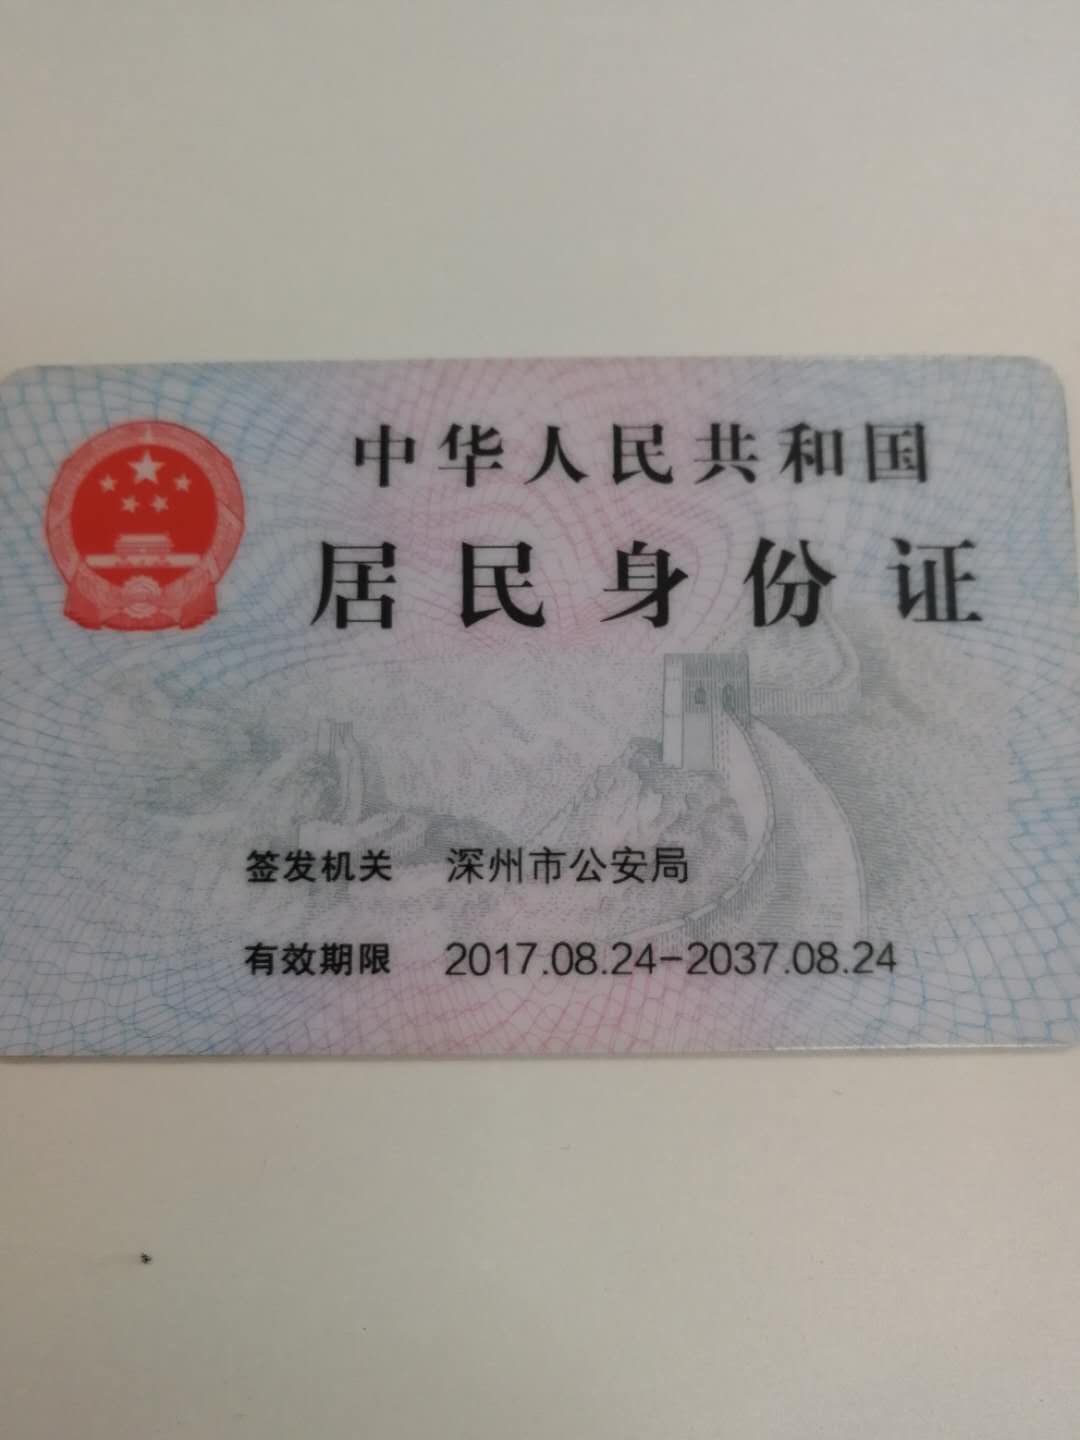 中华人民共和国
居民身份证
签发机关 深州市公安局
有效期限 2017.08.24-2037.08.24